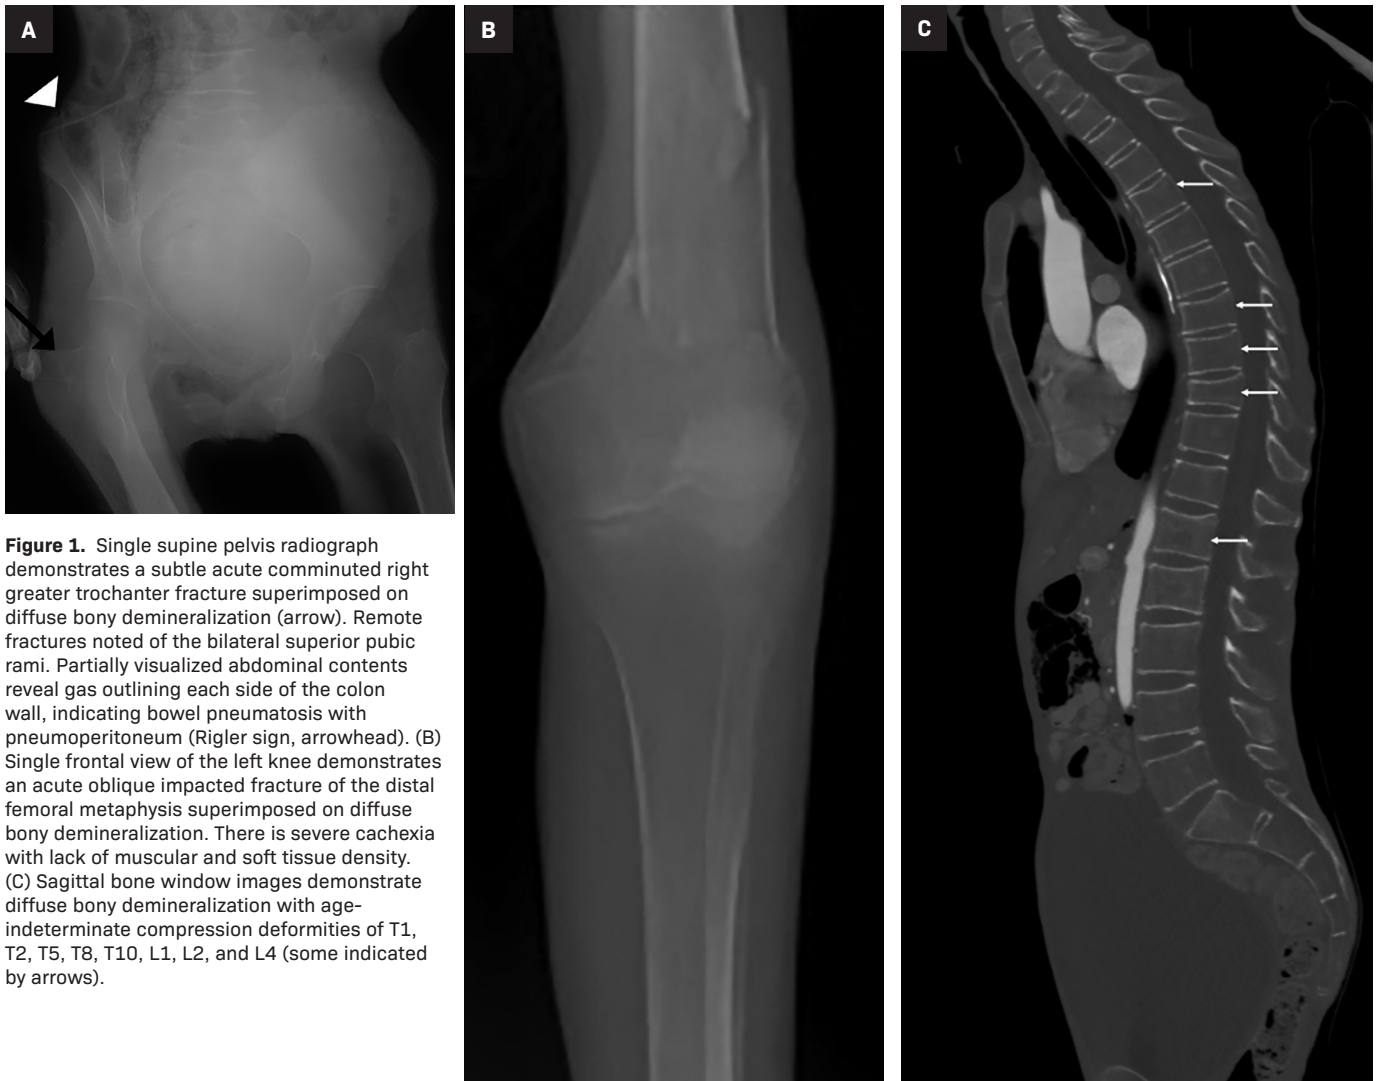 A
B
C
Figure 1. Single supine pelvis radiograph
demonstrates a subtle acute comminuted right
greater trochanter fracture superimposed on
diffuse bony demineralization (arrow). Remote
fractures noted of the bilateral superior pubic
rami. Partially visualized abdominal contents
reveal gas outlining each side of the colon
wall, indicating bowel pneumatosis with
pneumoperitoneum (Rigler sign, arrowhead). (B)
Single frontal view of the left knee demonstrates
an acute oblique impacted fracture of the distal
femoral metaphysis superimposed on diffuse
bony demineralization. There is severe cachexia
with lack of muscular and soft tissue density.
(C) Sagittal bone window images demonstrate
diffuse bony demineralization with age-
indeterminate compression deformities of T1,
T2, T5, T8, T10, L1, L2, and L4 (some indicated
by arrows).